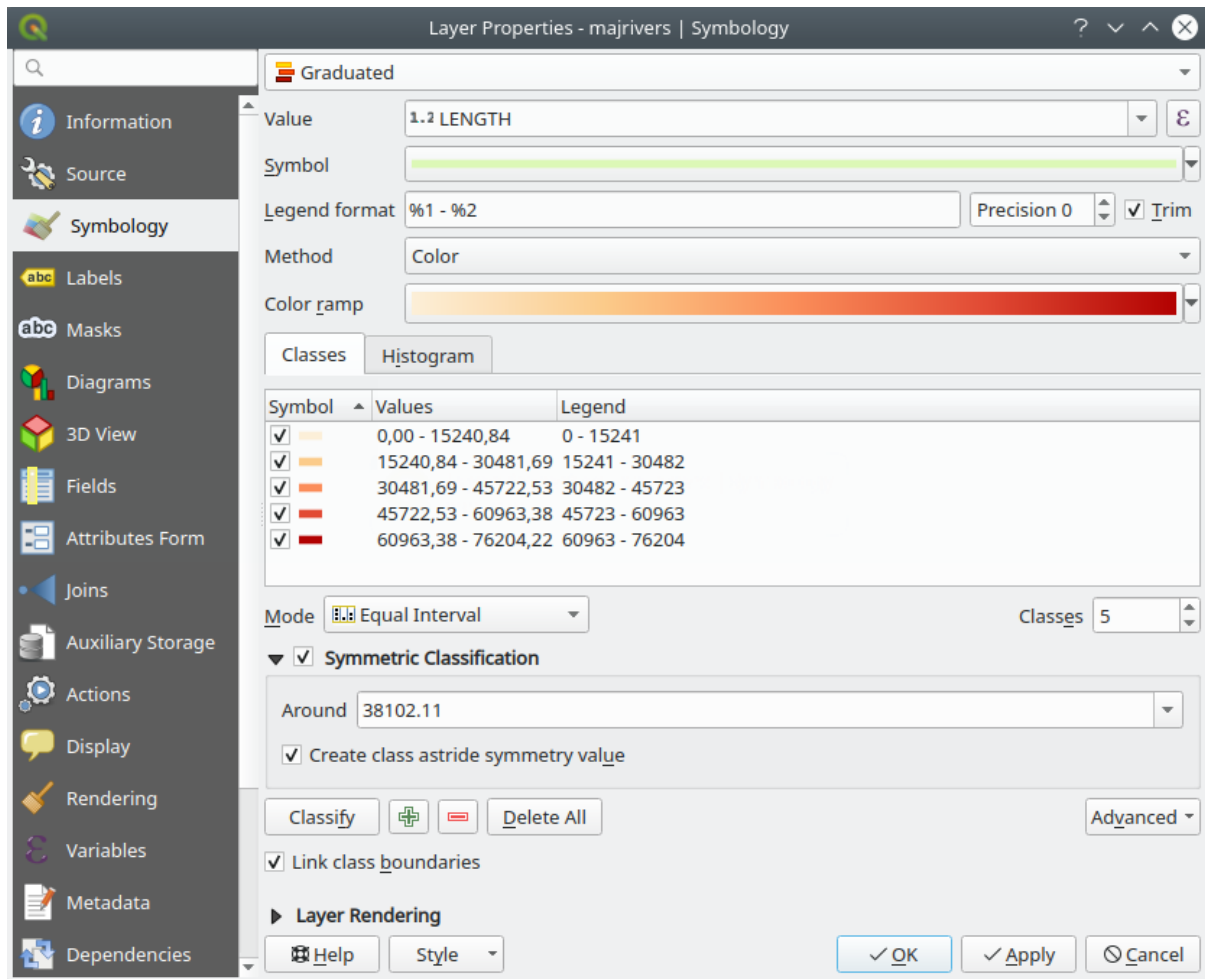 Layer Properties - majrivers | Symbology
Information
Source
Symbology
Labels
Masks
Diagrams
3D View
Fields
Attributes Form
Joins
Auxiliary Storage
Actions
Display
Rendering
Variables
Metadata
Dependencies
Graduated
Value 1.2 LENGTH ε
Symbol
Legend format %1 - %2 Precision 0 Trim
Method Color
Color ramp
Classes Histogram
Symbol Values Legend
0,00 - 15240,84 0 - 15241
15240,84 - 30481,69 15241 - 30482
30481,69 - 45722,53 30482 - 45723
45722,53 - 60963,38 45723 - 60963
60963,38 - 76204,22 60963 - 76204
Mode Equal Interval Classes 5
Symmetric Classification
Around 38102.11
Create class astride symmetry value
Classify Delete All Advanced
Link class boundaries
Layer Rendering
Help Style OK Apply Cancel